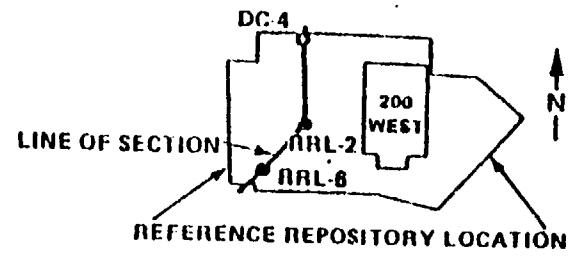 DC-4
N
200
WEST
LINE OF SECTION
RRL-2
RRL-6
REFERENCE REPOSITORY LOCATION